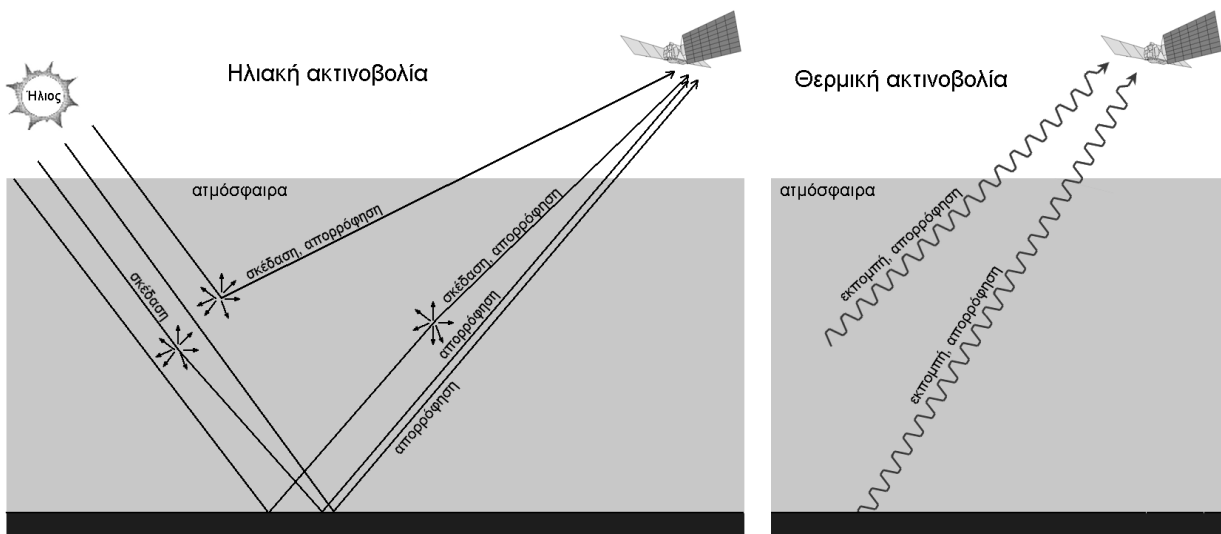 Ηλιακή ακτινοβολία
Ήλιος
ατμόσφαιρα
σκέδαση, απορρόφηση
σκέδαση
σκέδαση, απορρόφηση
απορρόφηση
απορρόφηση
Θερμική ακτινοβολία
ατμόσφαιρα
εκπομπή, απορρόφηση
εκπομπή, απορρόφηση